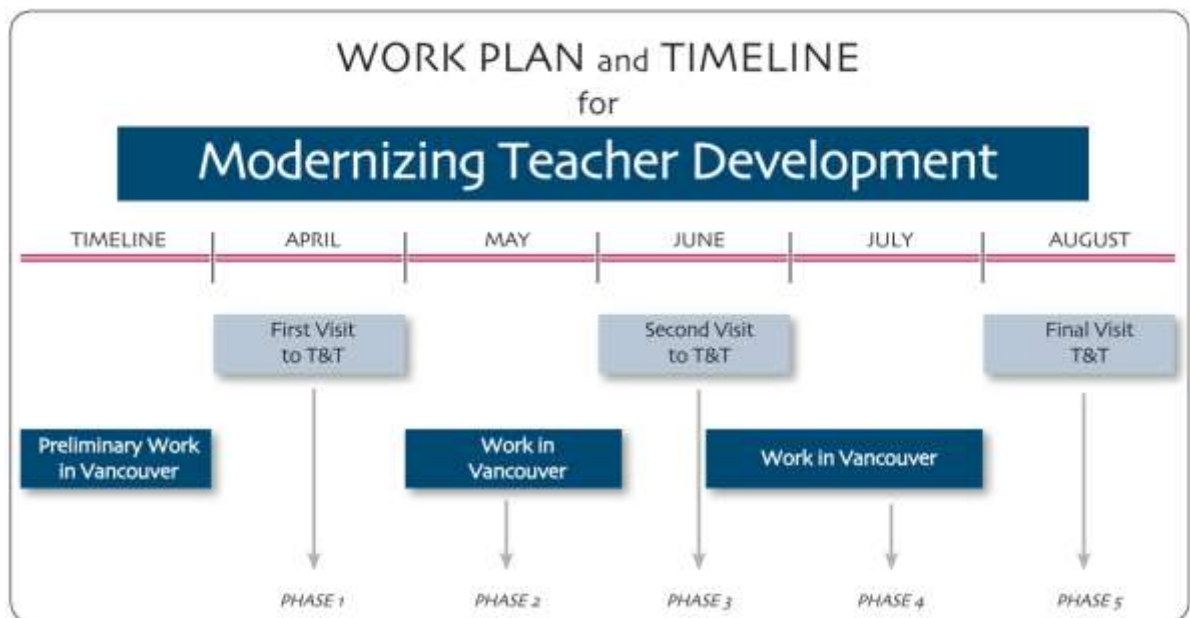 WORK PLAN and TIMELINE
for
Modernizing Teacher Development
TIMELINE
APRIL
MAY
JUNE
JULY
AUGUST
First Visit
to T&T
Second Visit
to T&T
Final Visit
T&T
Preliminary Work
in Vancouver
Work in
Vancouver
Work in Vancouver
PHASE 1
PHASE 2
PHASE 3
PHASE 4
PHASE 5